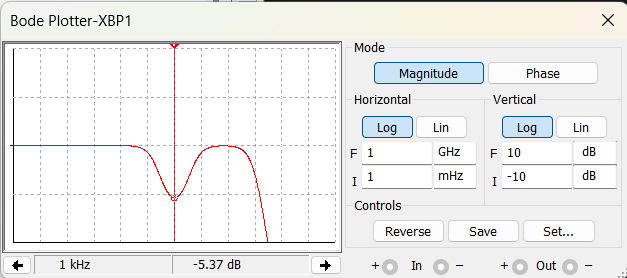 Bode Plotter-XBP1
Mode
Magnitude Phase
Horizontal Vertical
Log Lin Log Lin
F 1 GHz F 10 dB
I 1 mHz I -10 dB
Controls
Reverse Save Set...
1 kHz -5.37 dB + In − + Out −